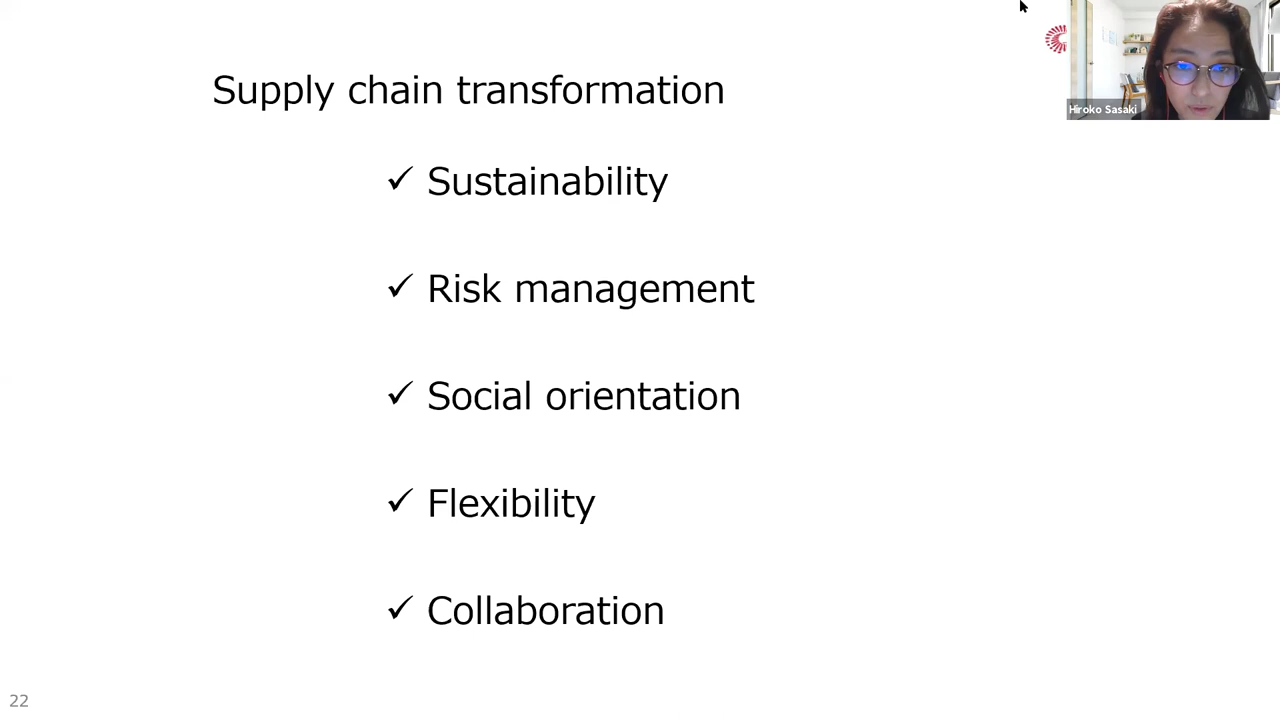 Supply chain transformation
Hiroko Sasaki
✓ Sustainability
✓ Risk management
✓ Social orientation
✓ Flexibility
✓ Collaboration
22